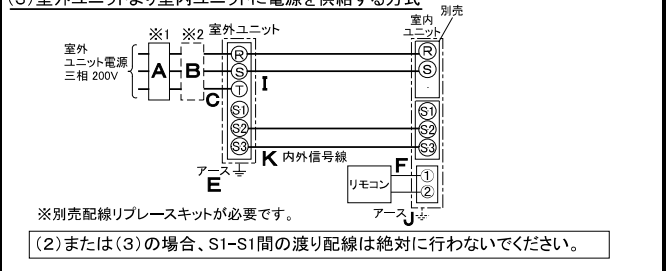 (3)室外ユニットより室内ユニットに電源を供給する方式
別売
※1 ※2 室外ユニット
室内
ユニット
室外
ユニット電源
三相 200V
A
B
C
R
S
T
S1
S2
S3
I
R
S
S1
S2
S3
K 内外信号線
アース
E
F
リモコン
①
②
アース
J
※別売配線リプレースキットが必要です。
(2)または(3)の場合、S1-S1間の渡り配線は絶対に行わないでください。